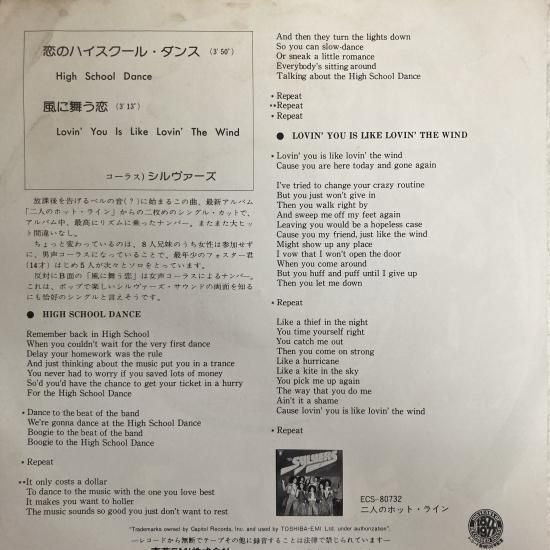 恋のハイスクール・ダンス (3′50″)
High School Dance
風に舞う恋 (3′13″)
Lovin' You Is Like Lovin' The Wind
コーラス) シルヴァーズ
放課後を告げるベルの音(?)に始まるこの曲、最新アルバム
「二人のホット・ライン」からの二枚めのシングル・カットで、
アルバム中、最高にリズムに乗ったナンバー。またまた大ヒッ
ト間違いなし。
ちょっと変わっているのは、8人兄妹のうち女性は参加せず
に、男声コーラスになっていることで、最年少のフォスター君
(14才)はじめ5人が次々とソロをとっています。
反対にB面の「風に舞う恋」は女声コーラスによるナンバー。
これは、ポップで楽しいシルヴァーズ・サウンドの両面を知る
にも恰好のシングルと言えそうです。
● HIGH SCHOOL DANCE
Remember back in High School
When you couldn't wait for the very first dance
Delay your homework was the rule
And just thinking about the music put you in a trance
You never had to worry if you saved lots of money
So'd you'd have the chance to get your ticket in a hurry
For the High School Dance
* Dance to the beat of the band
We're gonna dance at the High School Dance
Boogie to the beat of the band
Boogie to the High School Dance
* Repeat
**It only costs a dollar
To dance to the music with the one you love best
It makes you want to holler
The music sounds so good you just don't want to rest
And then they turn the lights down
So you can slow-dance
Or sneak a little romance
Everybody's sitting around
Talking about the High School Dance
* Repeat
**Repeat
* Repeat
● LOVIN' YOU IS LIKE LOVIN' THE WIND
* Lovin' you is like lovin' the wind
Cause you are here today and gone again
I've tried to change your crazy routine
But you just won't give in
Then you walk right by
And sweep me off my feet again
Leaving you would be a hopeless case
Cause you my friend, just like the wind
Might show up any place
I vow that I won't open the door
When you come around
But you huff and puff until I give up
Then you let me down
* Repeat
Like a thief in the night
You time yourself right
You catch me out
Then you come on strong
Like a hurricane
Like a kite in the sky
You pick me up again
The way that you do me
Ain't it a shame
Cause lovin' you is like lovin' the wind
* Repeat
SYLVERS
ECS-80732
二人のホット・ライン
"Trademarks owned by Capitol Records, Inc. and used by TOSHIBA-EMI Ltd. under authorization".
―レコードから無断でテープその他に録音することは法律で禁じられています―
東芝EMI株式会社